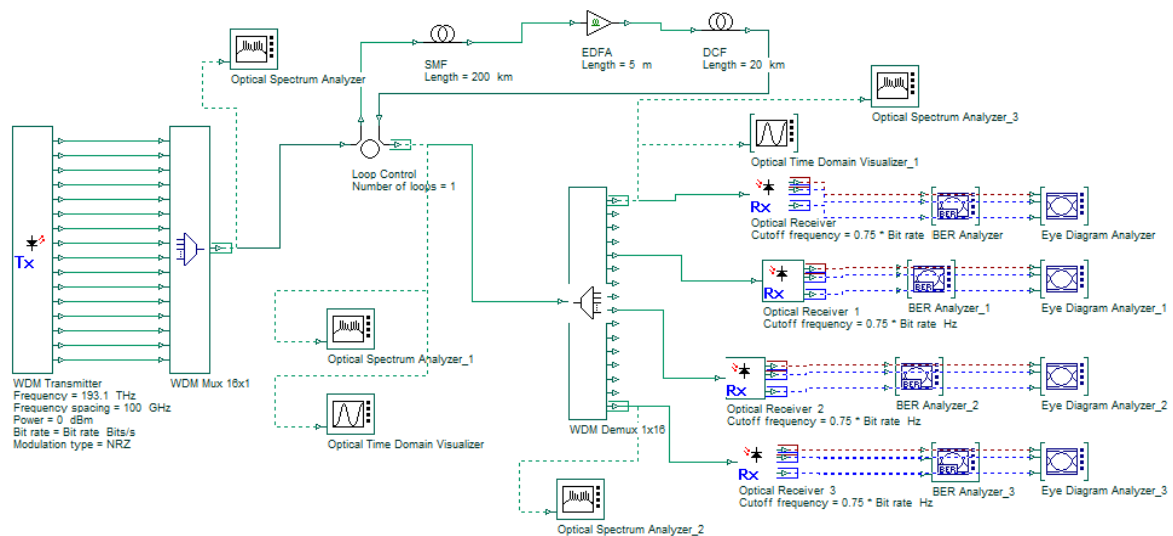 Optical Spectrum Analyzer
SMF
Length = 200 km
EDFA
Length = 5 m
DCF
Length = 20 km
Optical Spectrum Analyzer_3
Optical Time Domain Visualizer_1
Loop Control
Number of loops = 1
Tx
WDM Transmitter
Frequency = 193.1 THz
Frequency spacing = 100 GHz
Power = 0 dBm
Bit rate = Bit rate Bits/s
Modulation type = NRZ
WDM Mux 16x1
Optical Spectrum Analyzer_1
Optical Time Domain Visualizer
WDM Demux 1x16
Optical Spectrum Analyzer_2
Rx
Optical Receiver
Cutoff frequency = 0.75 * Bit rate Hz
BER
BER Analyzer
Eye Diagram Analyzer
Rx
Optical Receiver 1
Cutoff frequency = 0.75 * Bit rate Hz
BER
BER Analyzer_1
Eye Diagram Analyzer_1
Rx
Optical Receiver 2
Cutoff frequency = 0.75 * Bit rate Hz
BER
BER Analyzer_2
Eye Diagram Analyzer_2
Rx
Optical Receiver 3
Cutoff frequency = 0.75 * Bit rate Hz
BER
BER Analyzer_3
Eye Diagram Analyzer_3